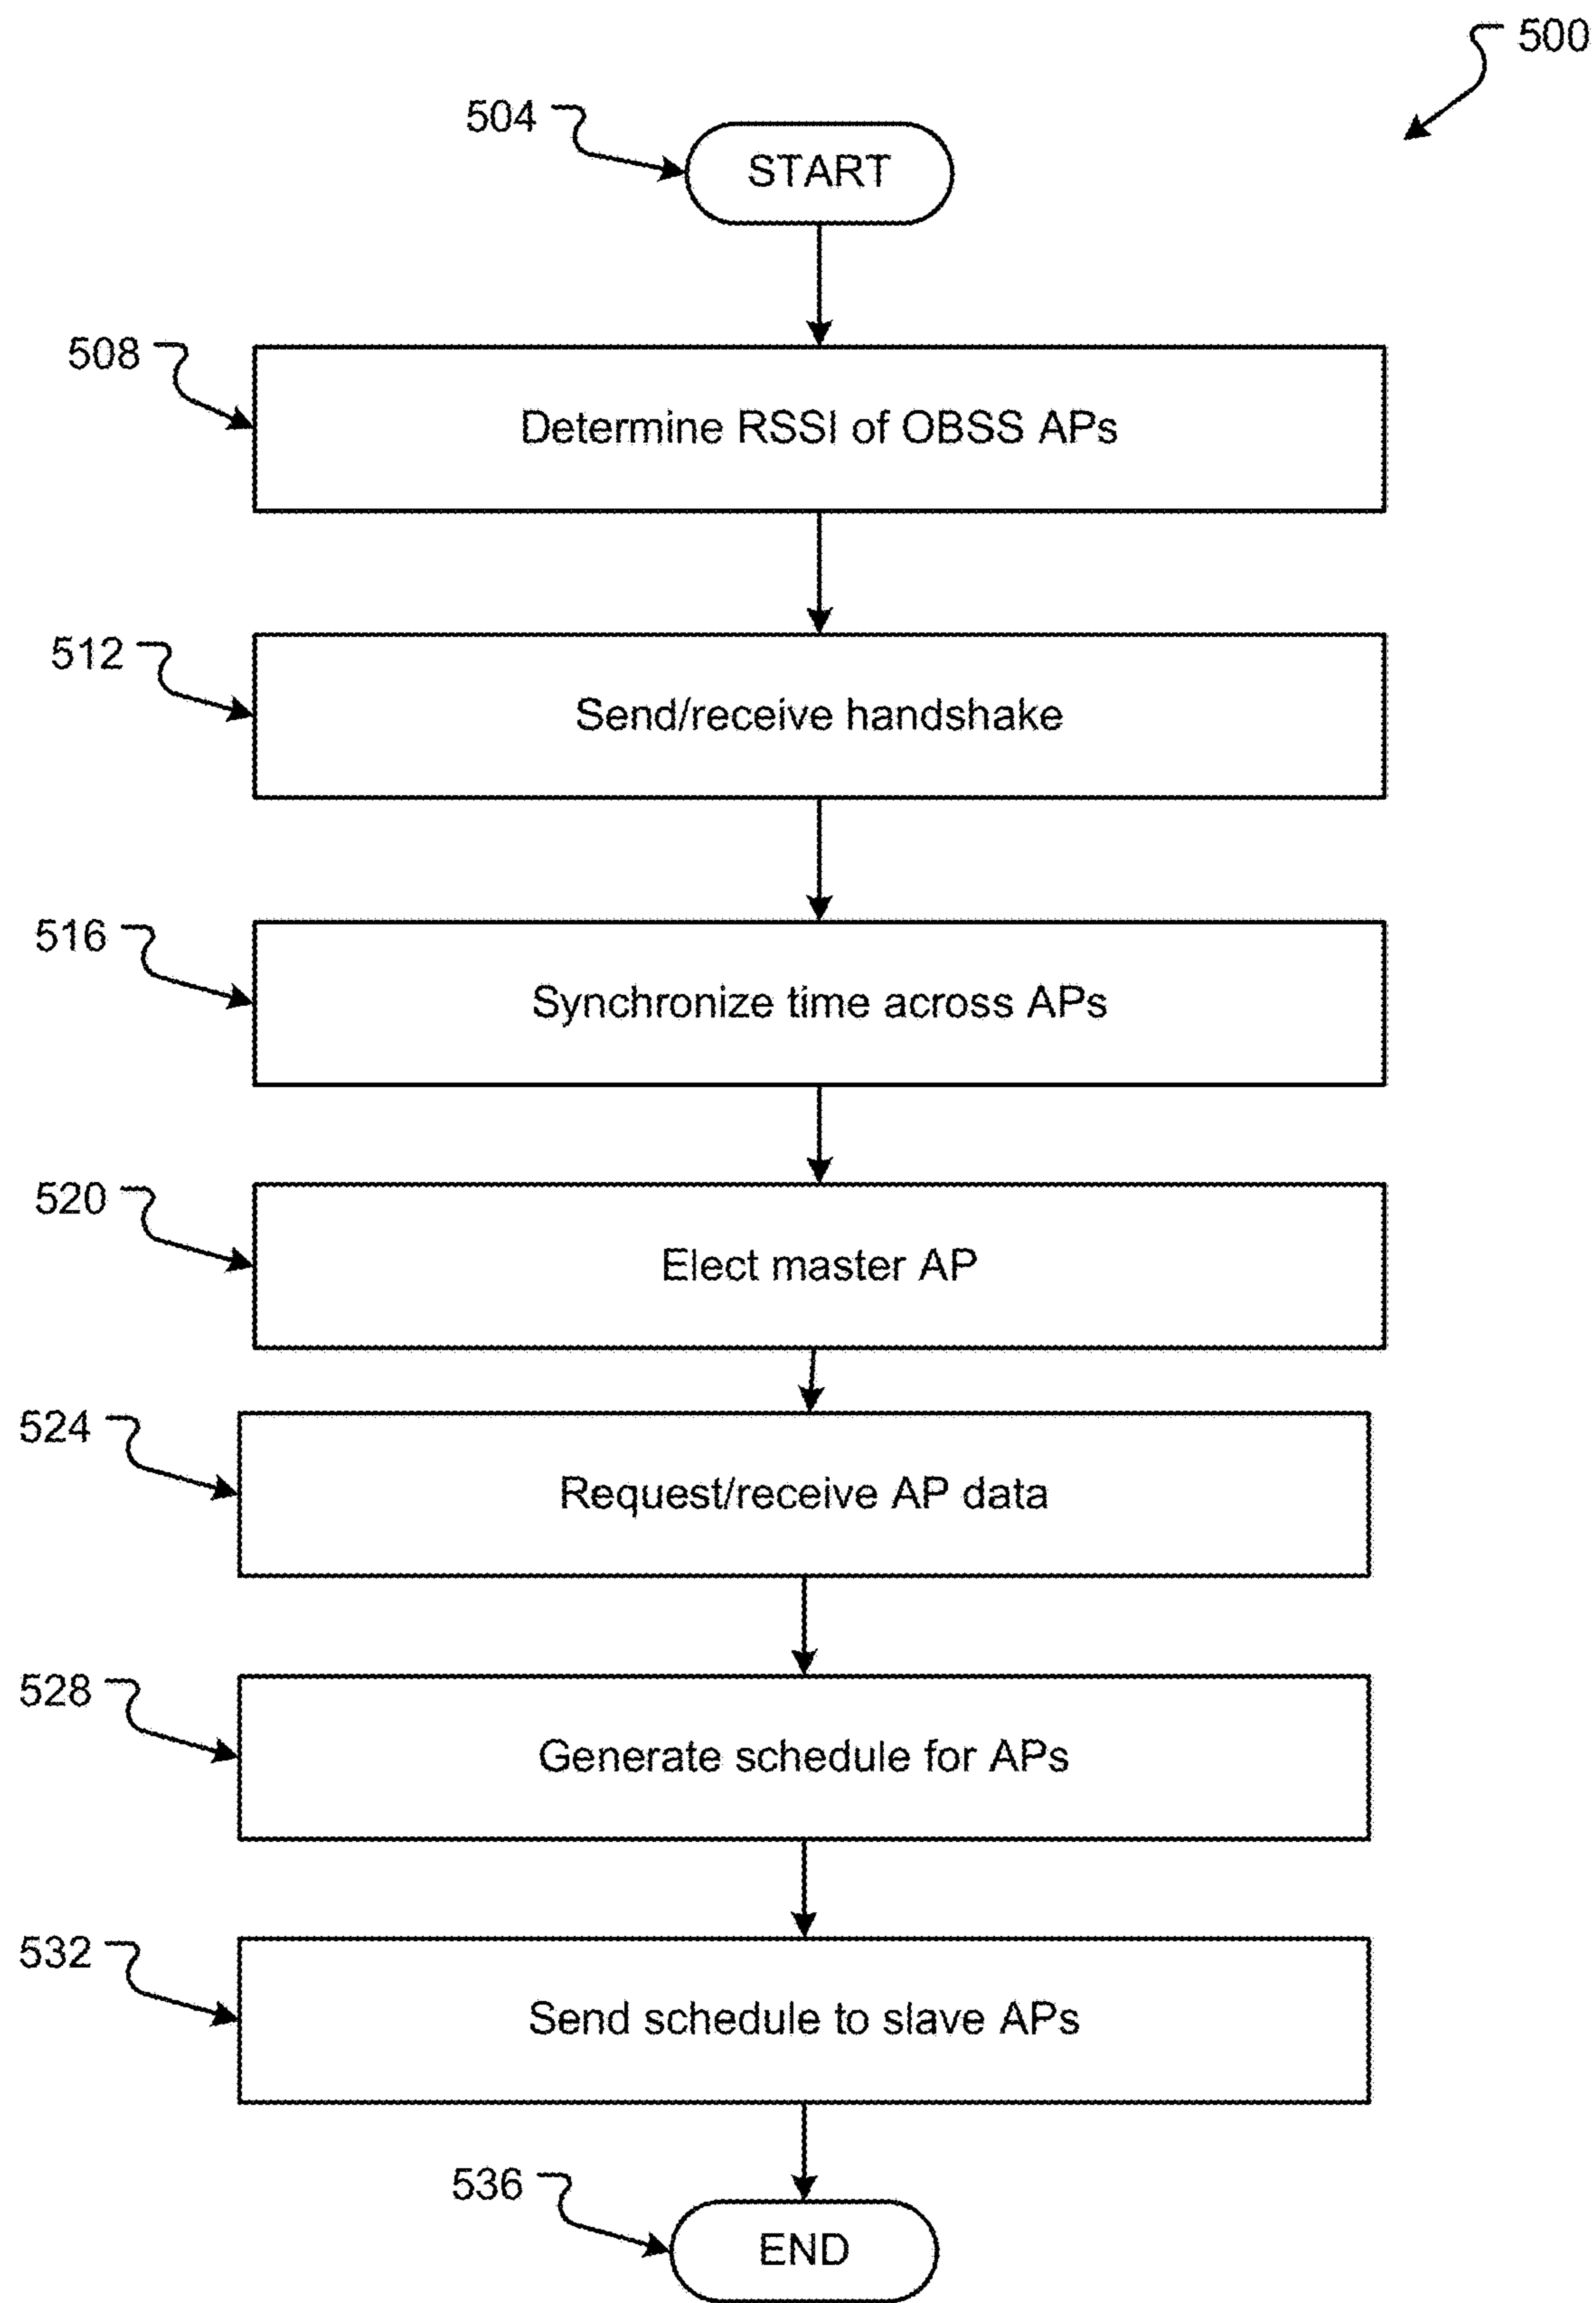 500
504
START
508
Determine RSSI of OBSS APs
512
Send/receive handshake
516
Synchronize time across APs
520
Elect master AP
524
Request/receive AP data
528
Generate schedule for APs
532
Send schedule to slave APs
536
END